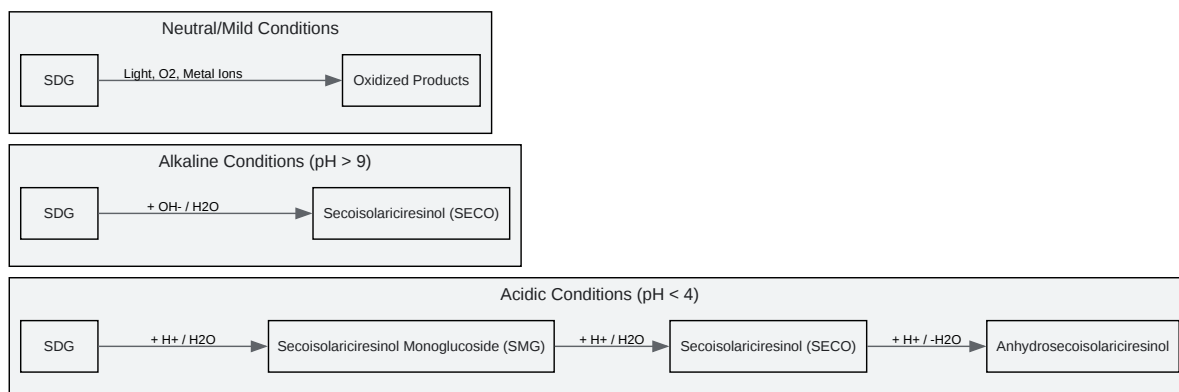 Neutral/Mild Conditions
SDG
Light, O2, Metal Ions
Oxidized Products
Alkaline Conditions (pH > 9)
SDG
+ OH- / H2O
Secoisolariciresinol (SECO)
Acidic Conditions (pH < 4)
SDG
+ H+ / H2O
Secoisolariciresinol Monoglucoside (SMG)
+ H+ / H2O
Secoisolariciresinol (SECO)
+ H+ / -H2O
Anhydrosecoisolariciresinol